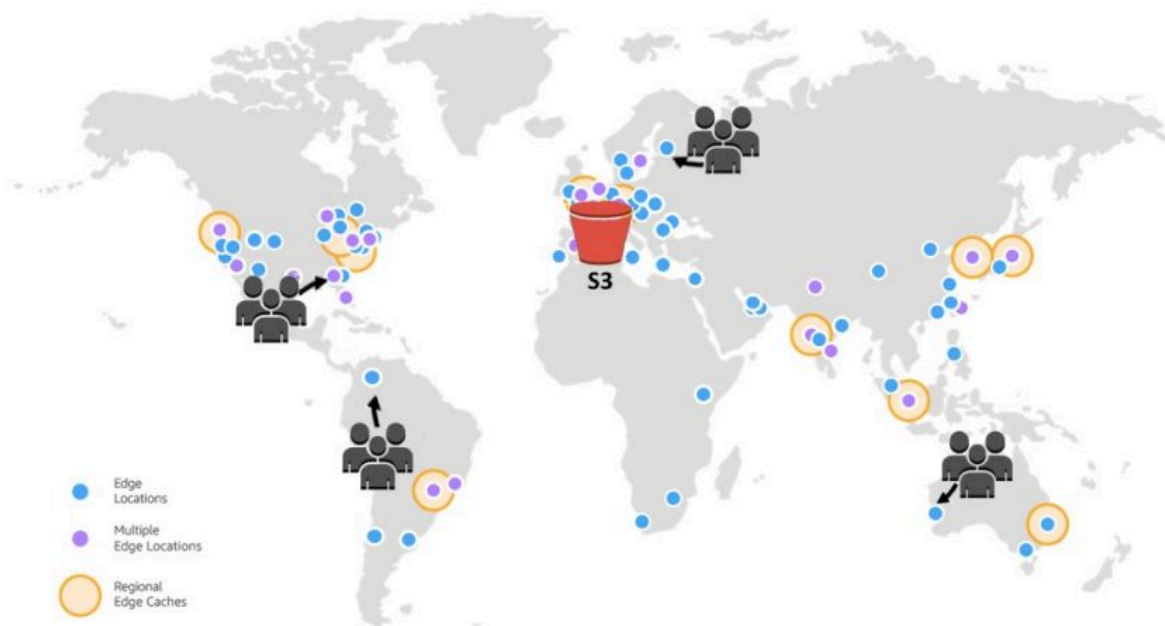 S3
Edge
Locations
Multiple
Edge Locations
Regional
Edge Caches